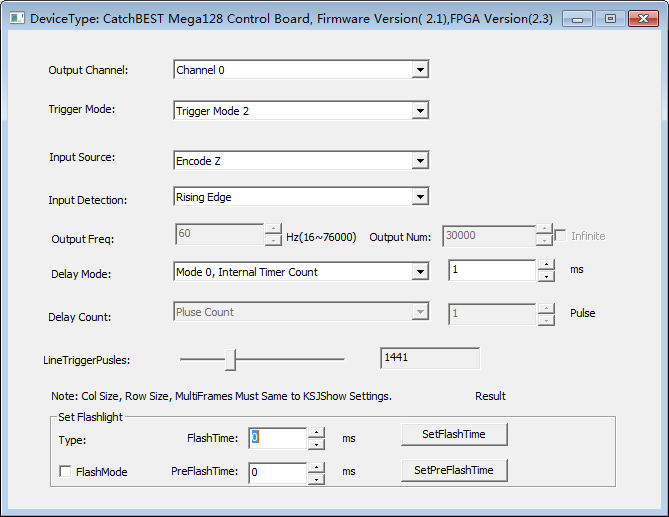 DeviceType: CatchBEST Mega128 Control Board, Firmware Version( 2.1),FPGA Version(2.3)
Output Channel: Channel 0
Trigger Mode: Trigger Mode 2
Input Source: Encode Z
Input Detection: Rising Edge
Output Freq: 60 Hz(16~76000) Output Num: 30000 Infinite
Delay Mode: Mode 0, Internal Timer Count 1 ms
Delay Count: Pluse Count 1 Pulse
LineTriggerPusles: 1441
Note: Col Size, Row Size, MultiFrames Must Same to KSJShow Settings. Result
Set Flashlight
Type: FlashTime: 0 ms SetFlashTime
FlashMode PreFlashTime: 0 ms SetPreFlashTime